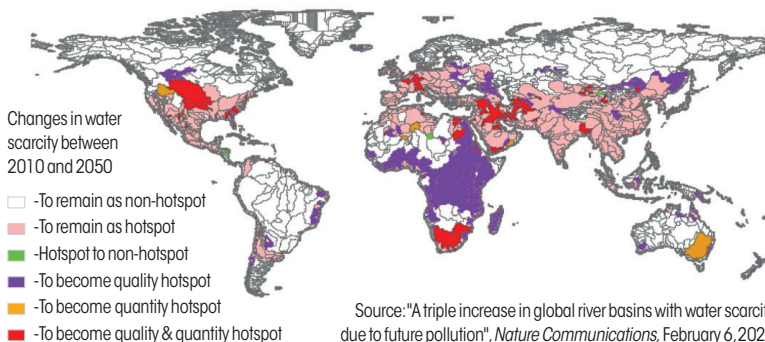 Changes in water
scarcity between
2010 and 2050
-To remain as non-hotspot
-To remain as hotspot
-Hotspot to non-hotspot
-To become quality hotspot
-To become quantity hotspot
-To become quality & quantity hotspot
Source:"A triple increase in global river basins with water scarcit
due to future pollution", Nature Communications, February 6, 202